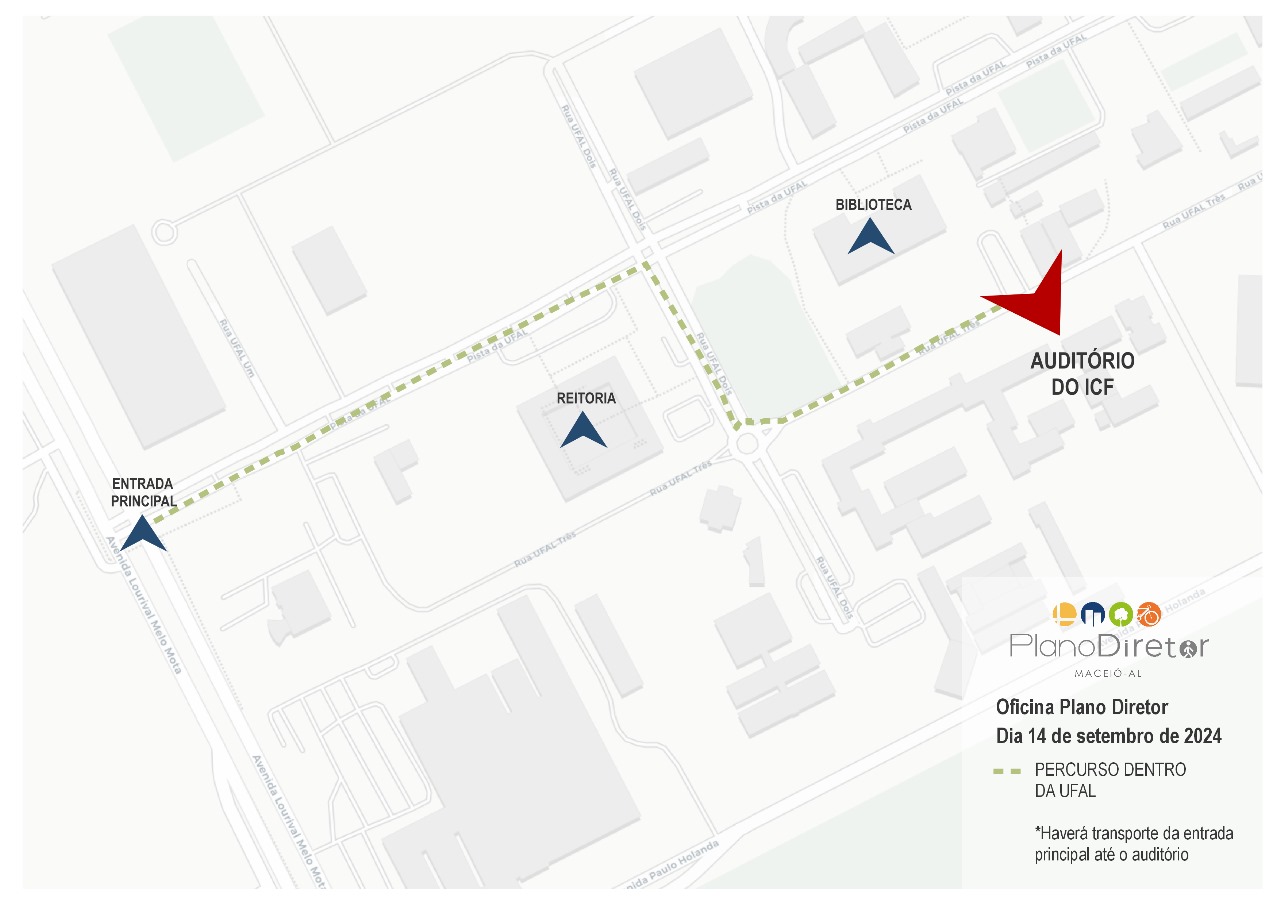 Pista da UFAL
Pista da UFAL
Pista da UFAL
Rua UFAL Dois
Rua UFAL Dois
Pista da UFAL
BIBLIOTECA
Rua UFAL Três
Rua U
Rua UFAL Um
Pista da UFAL
Rua UFAL Dois
Rua UFAL Três
AUDITÓRIO
DO ICF
REITORIA
Pista da UFAL
ENTRADA
PRINCIPAL
Rua UFAL Três
Rua UFAL Três
Avenida Lourival Melo Mota
Rua UFAL Dois
Avenida Lourival Melo Mota
Holanda
PlanoDiretor
MACEIÓ-AL
Oficina Plano Diretor
Dia 14 de setembro de 2024
PERCURSO DENTRO
DA UFAL
*Haverá transporte da entrada
principal até o auditório
nida Paulo Holanda